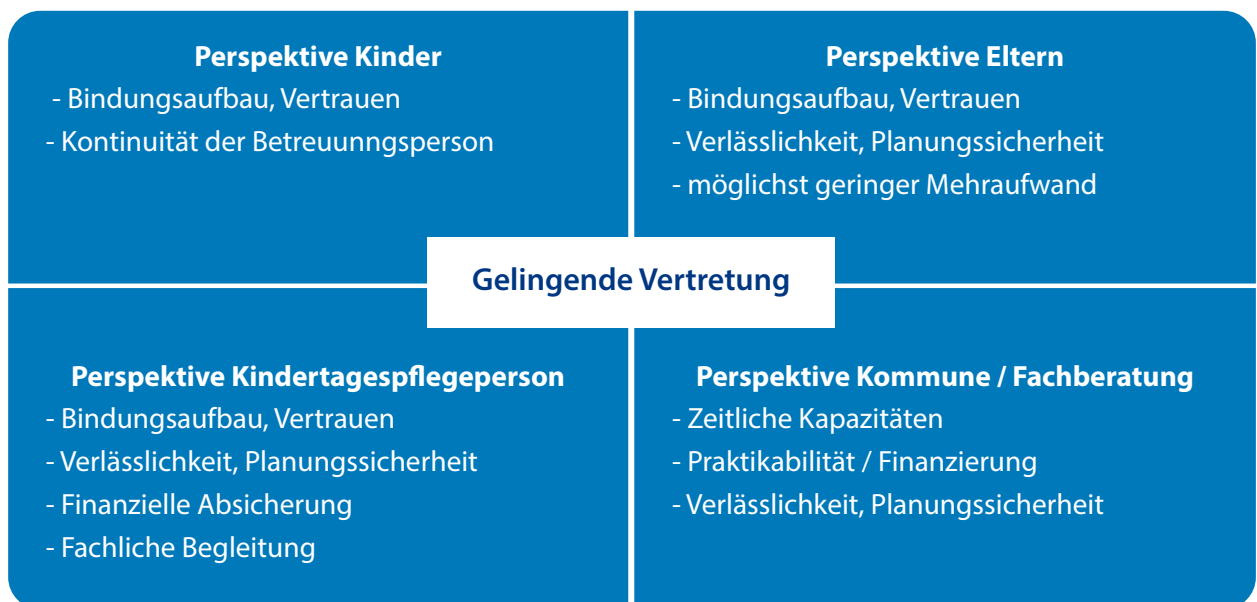 Perspektive Kinder
- Bindungsaufbau, Vertrauen
- Kontinuität der Betreuunngsperson
Perspektive Eltern
- Bindungsaufbau, Vertrauen
- Verlässlichkeit, Planungssicherheit
- möglichst geringer Mehraufwand
Gelingende Vertretung
Perspektive Kindertagespflegeperson
- Bindungsaufbau, Vertrauen
- Verlässlichkeit, Planungssicherheit
- Finanzielle Absicherung
- Fachliche Begleitung
Perspektive Kommune / Fachberatung
- Zeitliche Kapazitäten
- Praktikabilität / Finanzierung
- Verlässlichkeit, Planungssicherheit